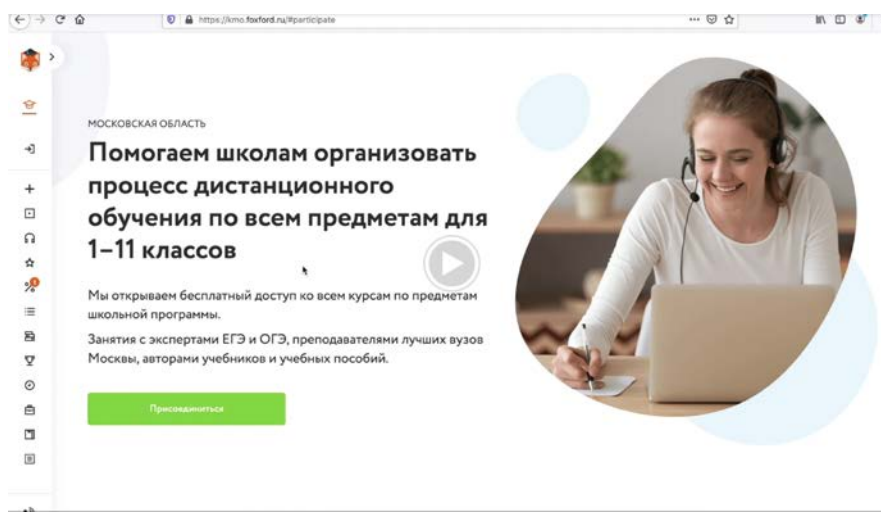 https://kmo.foxford.ru/#participate
МОСКОВСКАЯ ОБЛАСТЬ
Помогаем школам организовать
процесс дистанционного
обучения по всем предметам для
1–11 классов
Мы открываем бесплатный доступ ко всем курсам по предметам
школьной программы.
Занятия с экспертами ЕГЭ и ОГЭ, преподавателями лучших вузов
Москвы, авторами учебников и учебных пособий.
Присоединиться